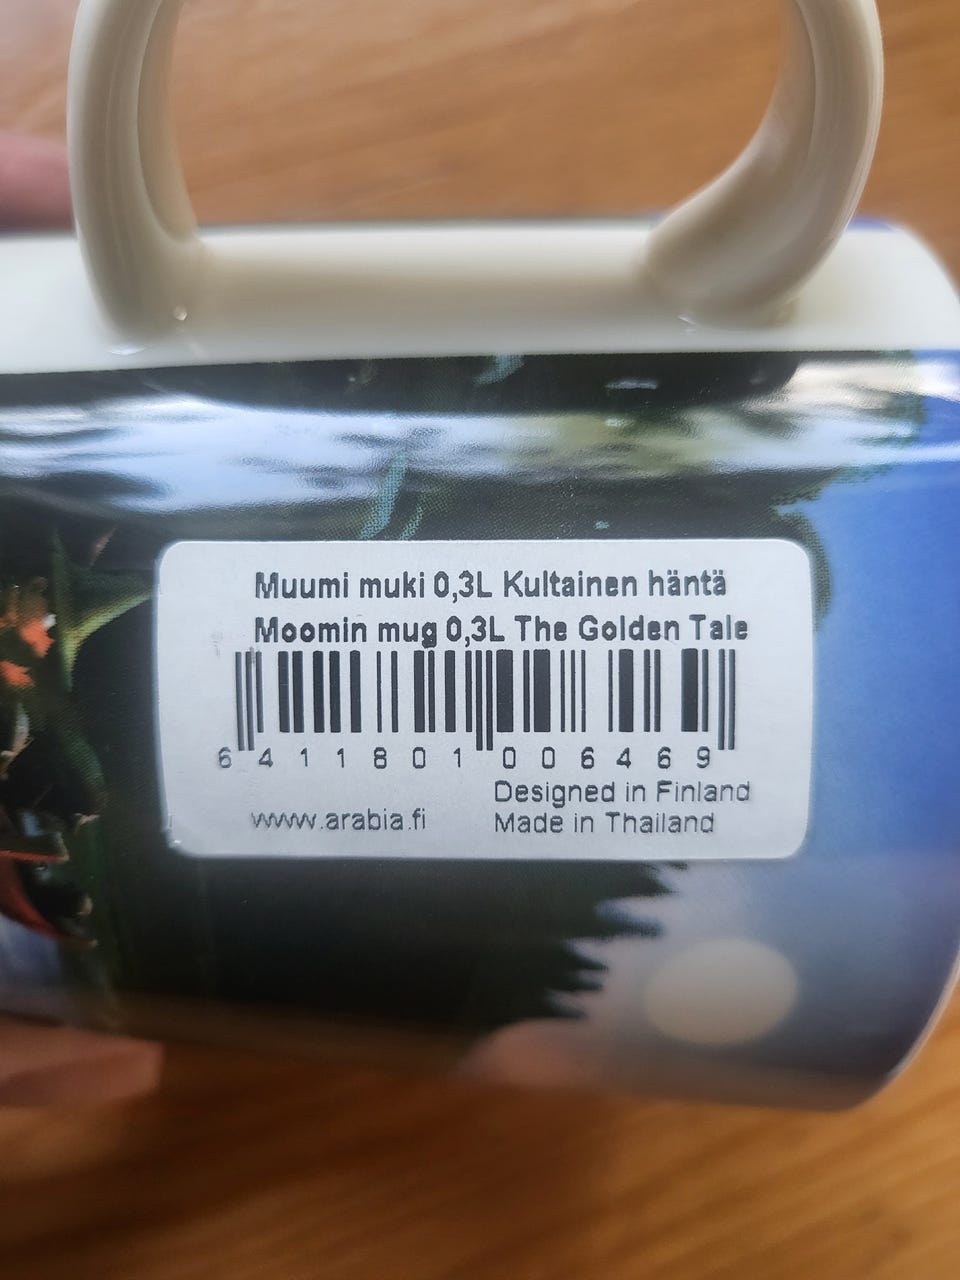 Muumi muki 0,3L Kultainen häntä
Moomin mug 0,3L The Golden Tale
6 411801 006469
Designed in Finland
www.arabia.fi Made in Thailand